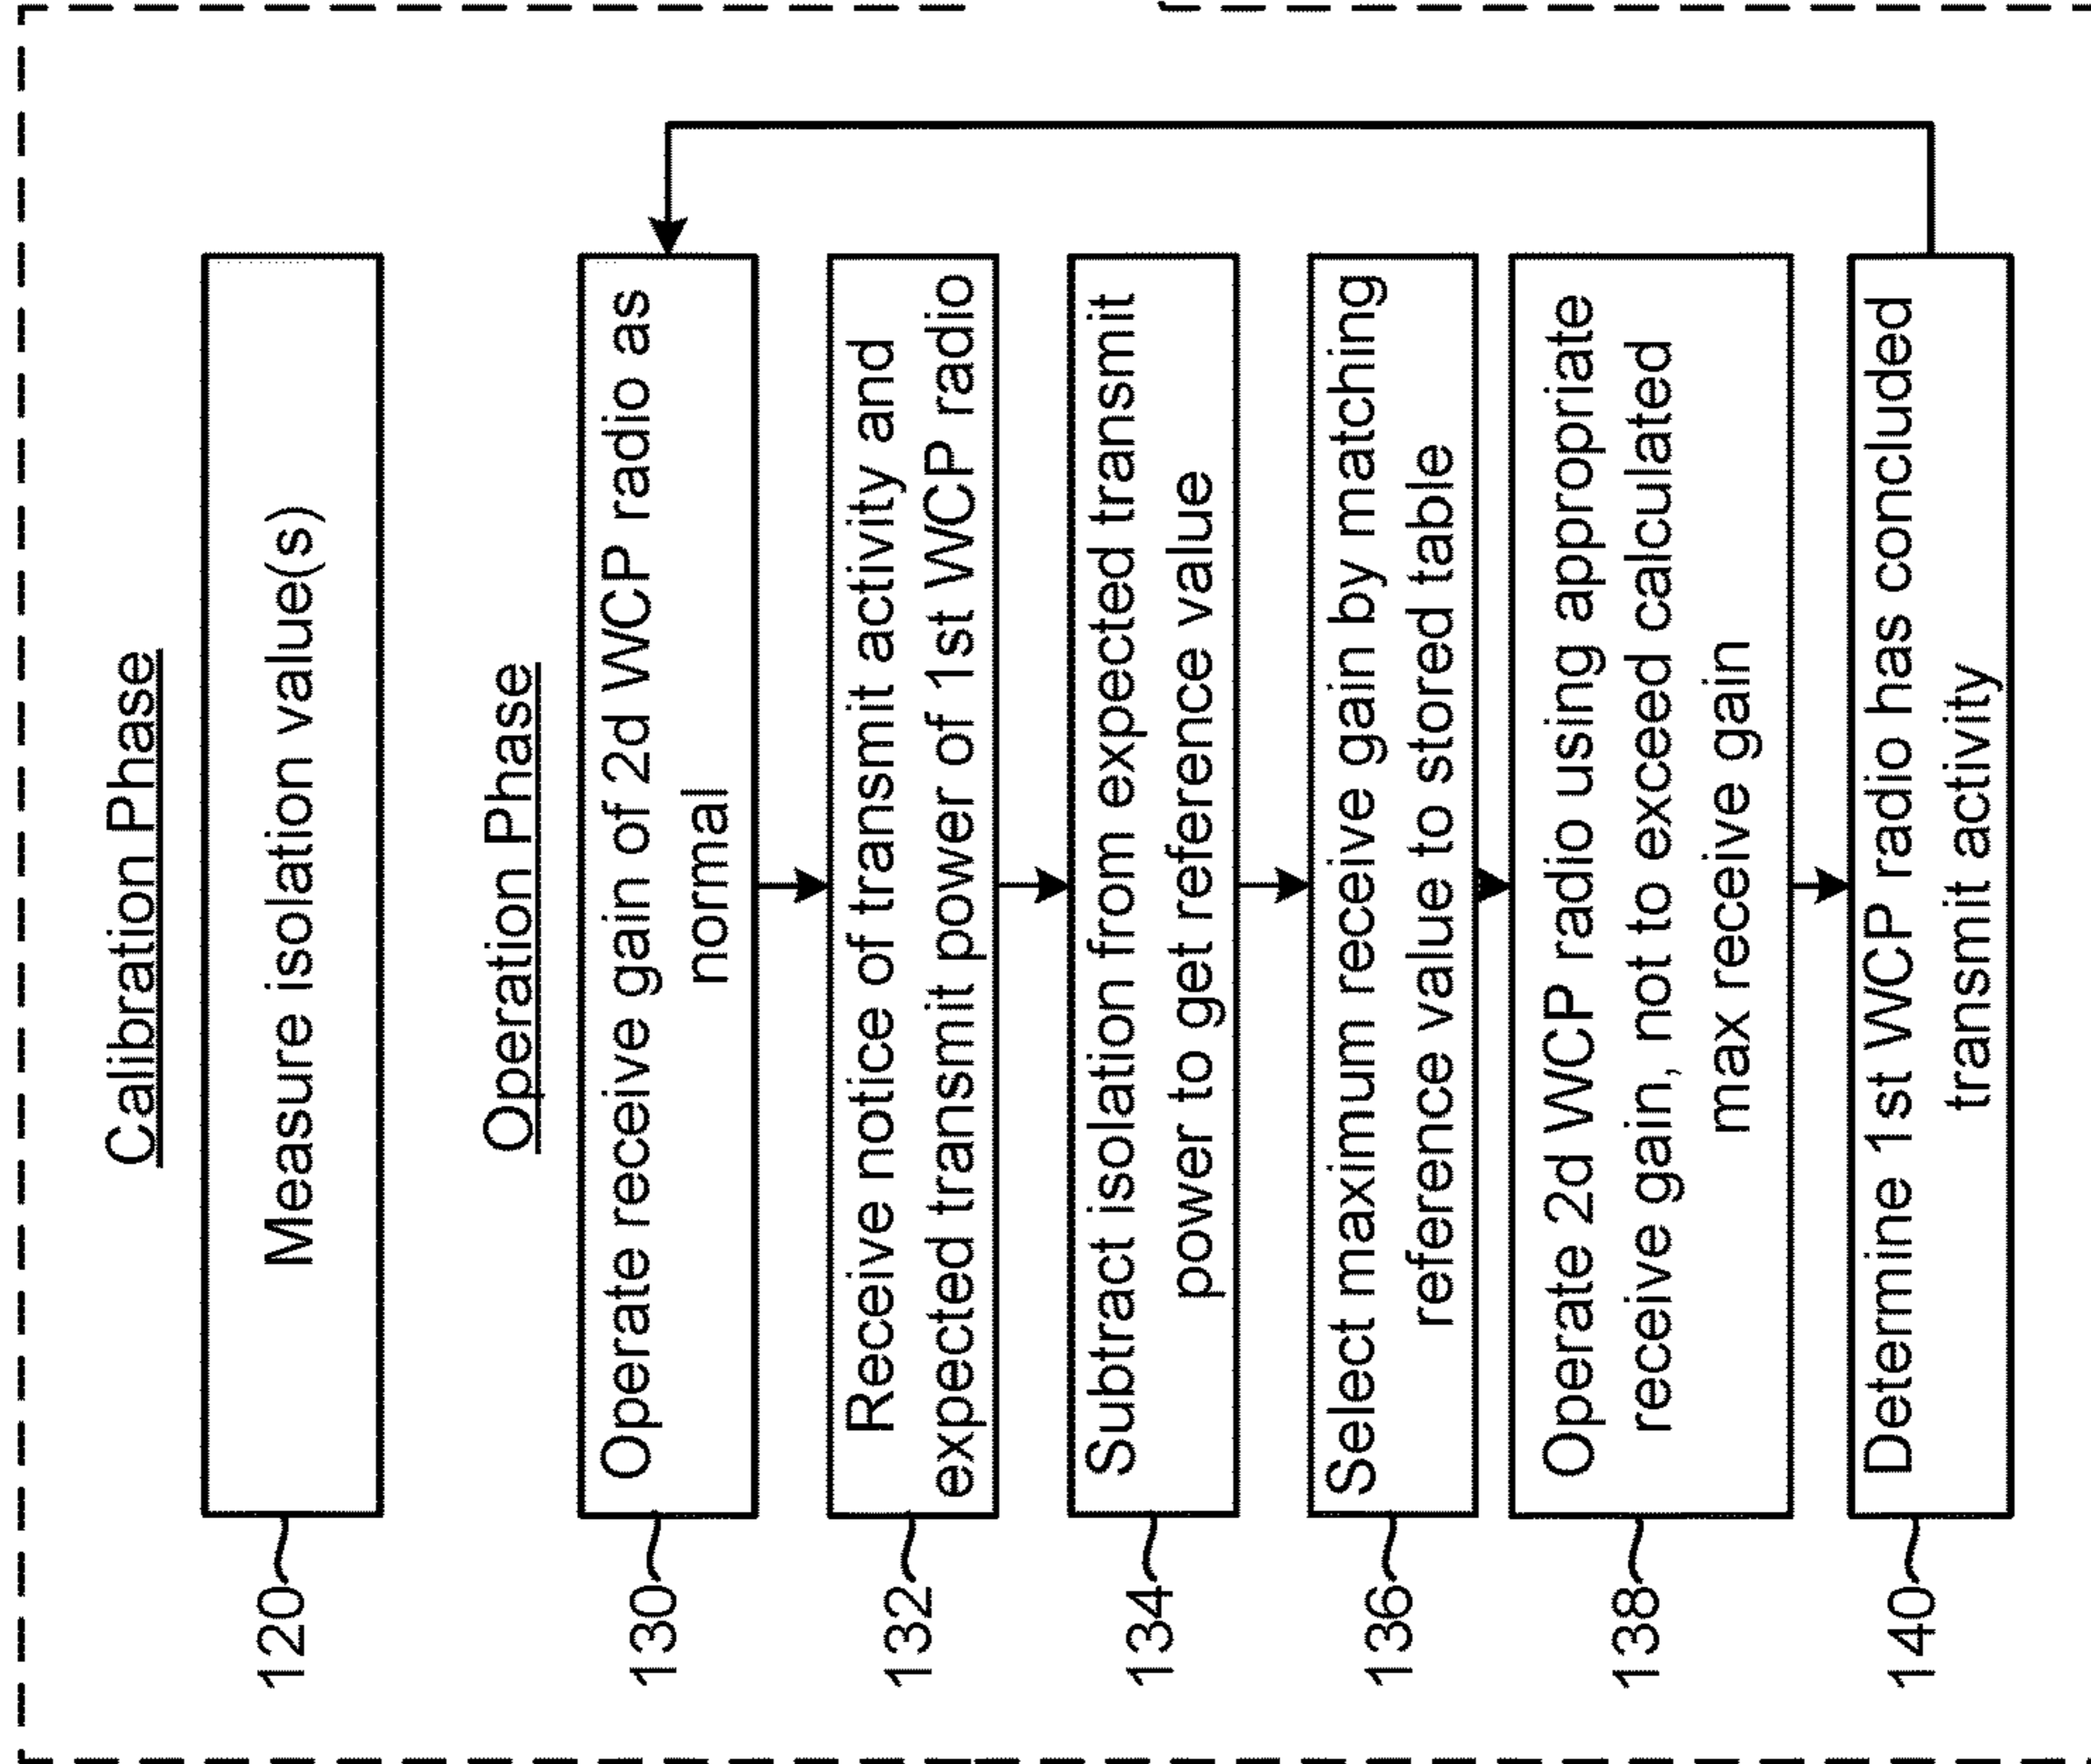 Calibration Phase
120
Measure isolation value(s)
Operation Phase
130
Operate receive gain of 2d WCP radio as
normal
132
Receive notice of transmit activity and
expected transmit power of 1st WCP radio
134
Subtract isolation from expected transmit
power to get reference value
136
Select maximum receive gain by matching
reference value to stored table
138
Operate 2d WCP radio using appropriate
receive gain, not to exceed calculated
max receive gain
140
Determine 1st WCP radio has concluded
transmit activity